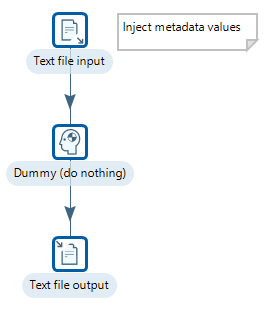 Inject metadata values
Text file input
Dummy (do nothing)
Text file output